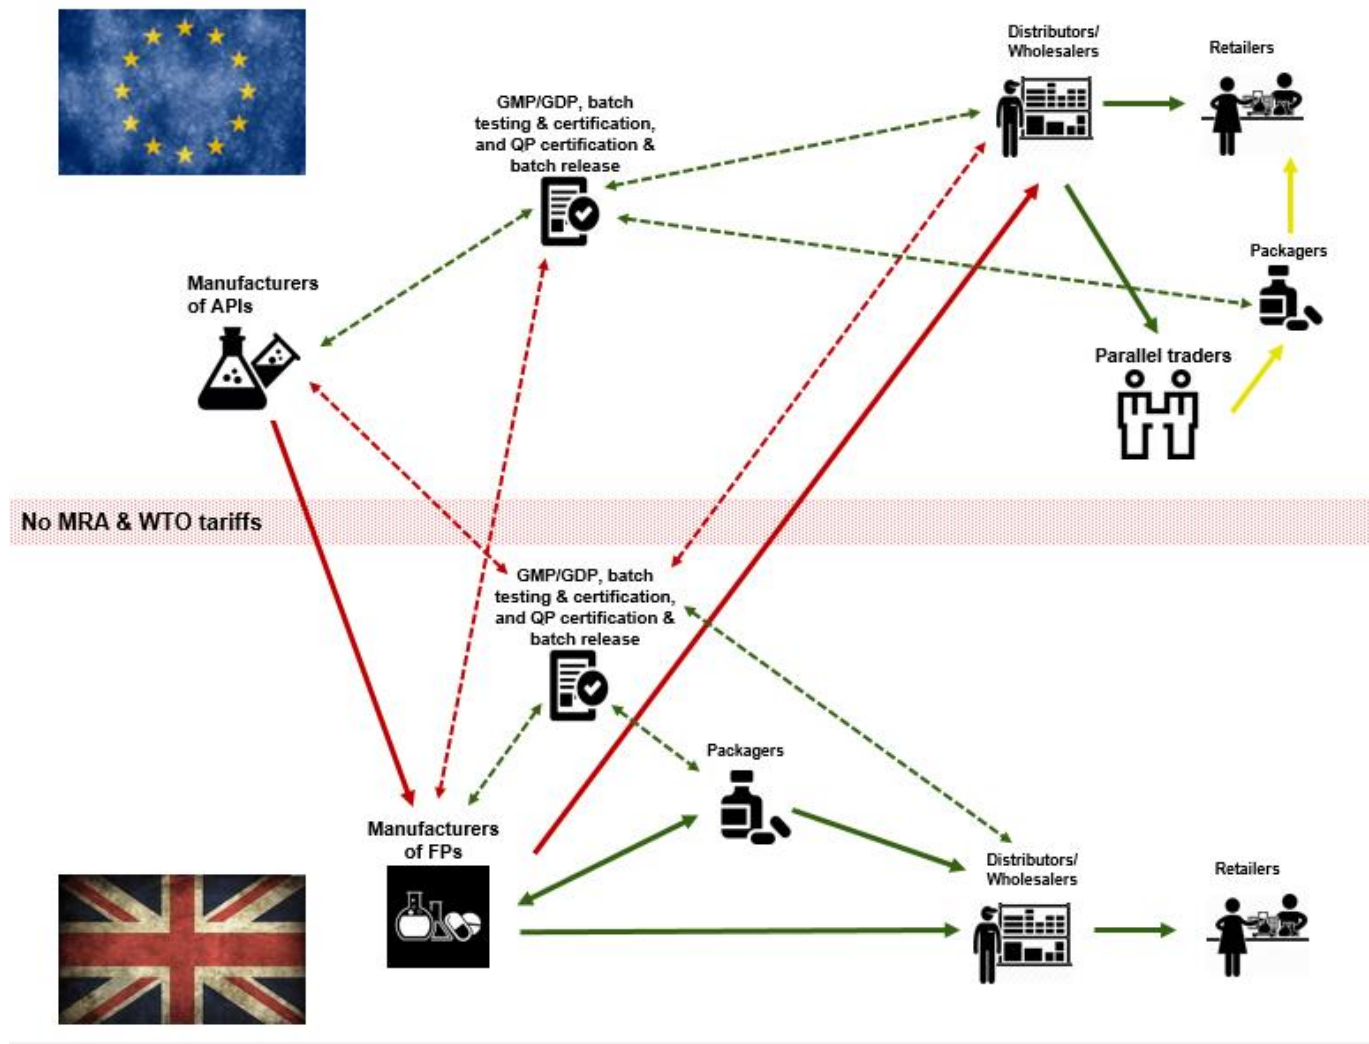 Distributors/
Wholesalers
Retailers
GMP/GDP, batch
testing & certification,
and QP certification &
batch release
Packagers
Manufacturers
of APIs
Parallel traders
No MRA & WTO tariffs
GMP/GDP, batch
testing & certification,
and QP certification &
batch release
Packagers
Manufacturers
of FPs
Distributors/
Wholesalers
Retailers